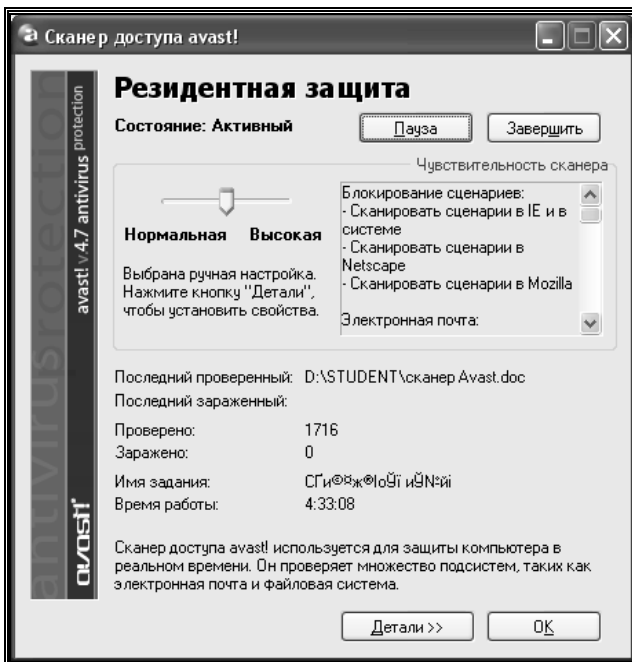 Сканер доступа avast!
Резидентная защита
Состояние: Активный
Пауза
Завершить
Чувствительность сканера
Нормальная Высокая
Выбрана ручная настройка.
Нажмите кнопку "Детали",
чтобы установить свойства.
Блокирование сценариев:
- Сканировать сценарии в IE и в
системе
- Сканировать сценарии в
Netscape
- Сканировать сценарии в Mozilla
Электронная почта:
Последний проверенный: D:\STUDENT\сканер Avast.doc
Последний зараженный:
Проверено: 1716
Заражено: 0
Имя задания:
Время работы: 4:33:08
Сканер доступа avast! используется для защиты компьютера в
реальном времени. Он проверяет множество подсистем, таких как
электронная почта и файловая система.
Детали >>
OK
antivirusrotection
avast! v4.7 antivirus protection
avast!